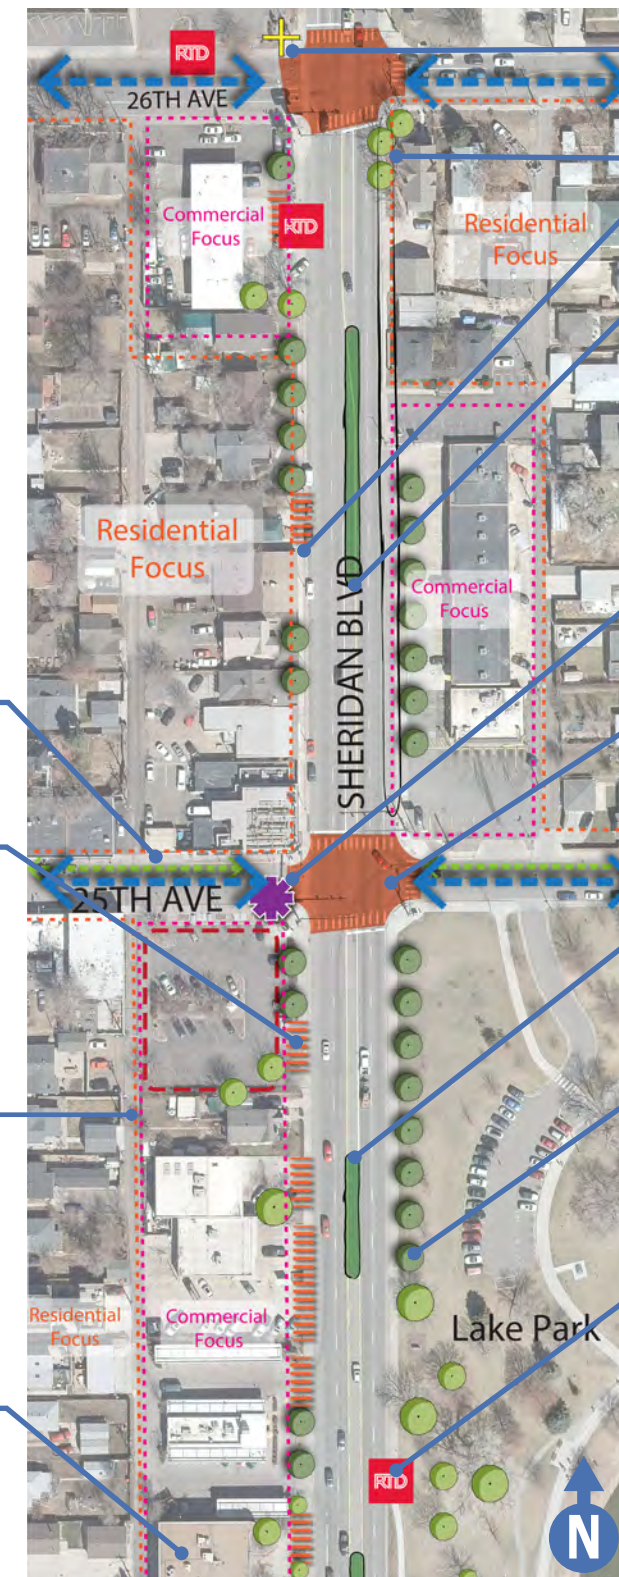 RTD
26TH AVE
Commercial
Focus
RTD
Residential
Focus
Residential
Focus
SHERIDAN BLVD
Commercial
Focus
25TH AVE
Residential
Focus
Commercial
Focus
Lake Park
RTD
N